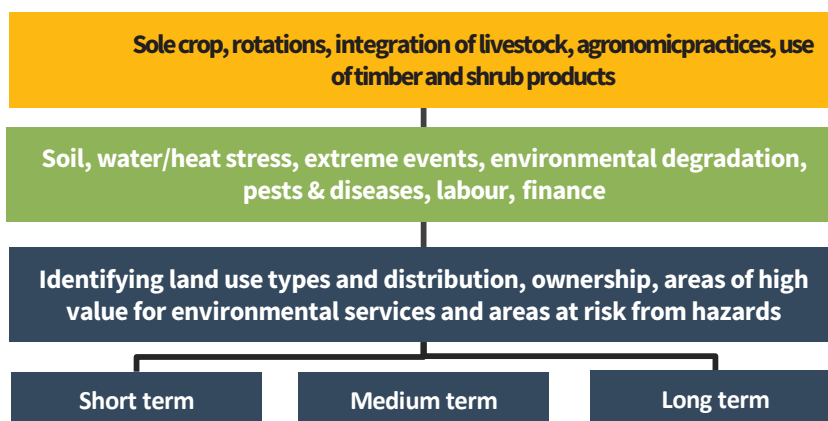 Sole crop, rotations, integration of livestock, agronomicpractices, use
of timber and shrub products
Soil, water/heat stress, extreme events, environmental degradation,
pests & diseases, labour, finance
Identifying land use types and distribution, ownership, areas of high
value for environmental services and areas at risk from hazards
Short term
Medium term
Long term